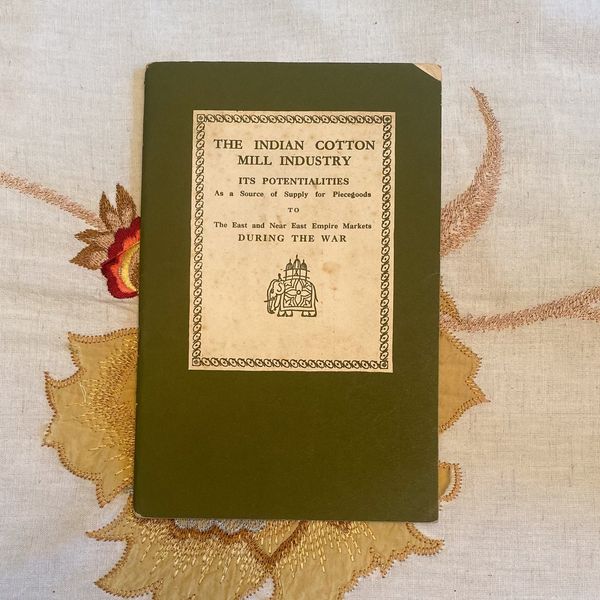 THE INDIAN COTTON
MILL INDUSTRY
ITS POTENTIALITIES
As a Source of Supply for Piecegoods
TO
The East and Near East Empire Markets
DURING THE WAR